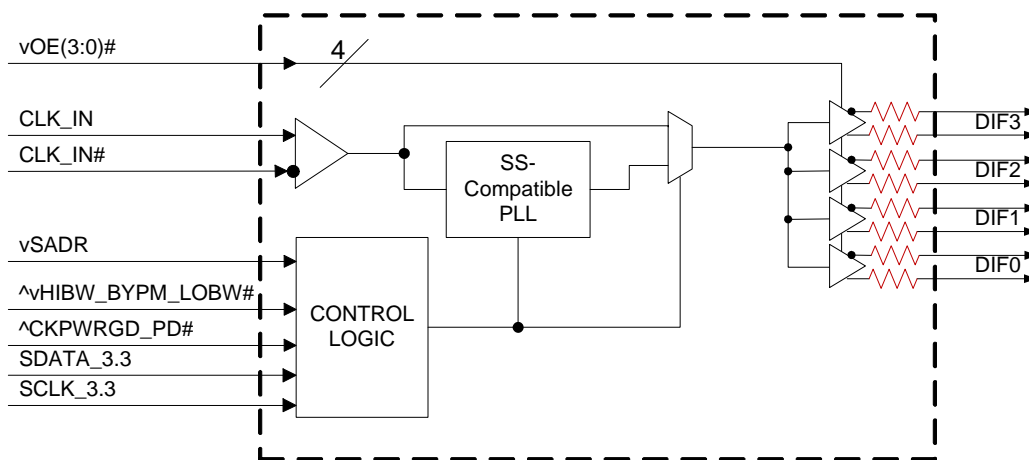 vOE(3:0)#
4
CLK_IN
CLK_IN#
SS-
Compatible
PLL
DIF3
DIF2
DIF1
DIF0
vSADR
^vHIBW_BYPM_LOBW#
^CKPWRGD_PD#
SDATA_3.3
SCLK_3.3
CONTROL
LOGIC